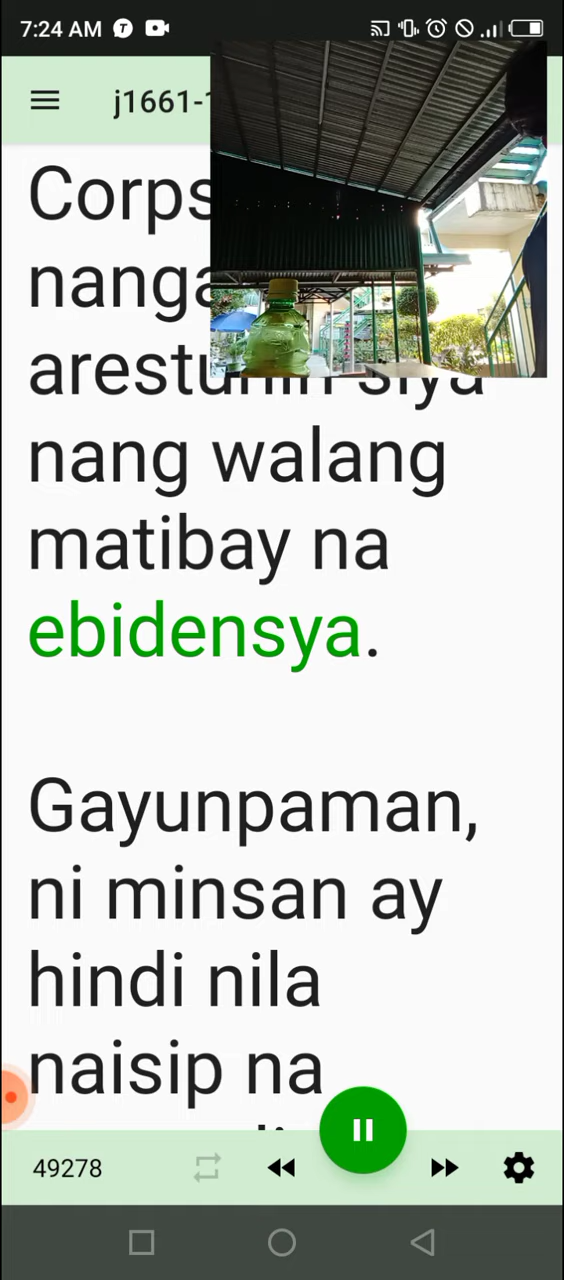 7:24 AM
j1661-1
Corps
nanga
arestuhin siya
nang walang
matibay na
ebidensya.
Gayunpaman,
ni minsan ay
hindi nila
naisip na
49278